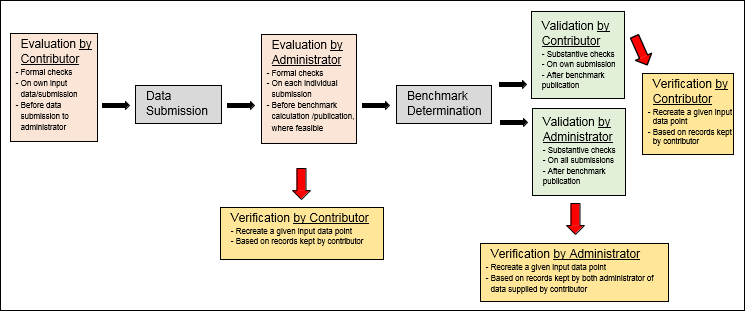 Evaluation by
Contributor
- Formal checks
- On own input
data/submission
- Before data
submission to
administrator
Data
Submission
Evaluation by
Administrator
- Formal checks
- On each individual
submission
- Before benchmark
calculation /publication,
where feasible
Benchmark
Determination
Validation by
Contributor
- Substantive checks
- On own submission
- After benchmark
publication
Validation by
Administrator
- Substantive checks
- On all submissions
- After benchmark
publication
Verification by
Contributor
- Recreate a given input data
point
- Based on records kept
by contributor
Verification by Contributor
- Recreate a given input data point
- Based on records kept by contributor
Verification by Administrator
- Recreate a given input data point
- Based on records kept by both administrator of
data supplied by contributor